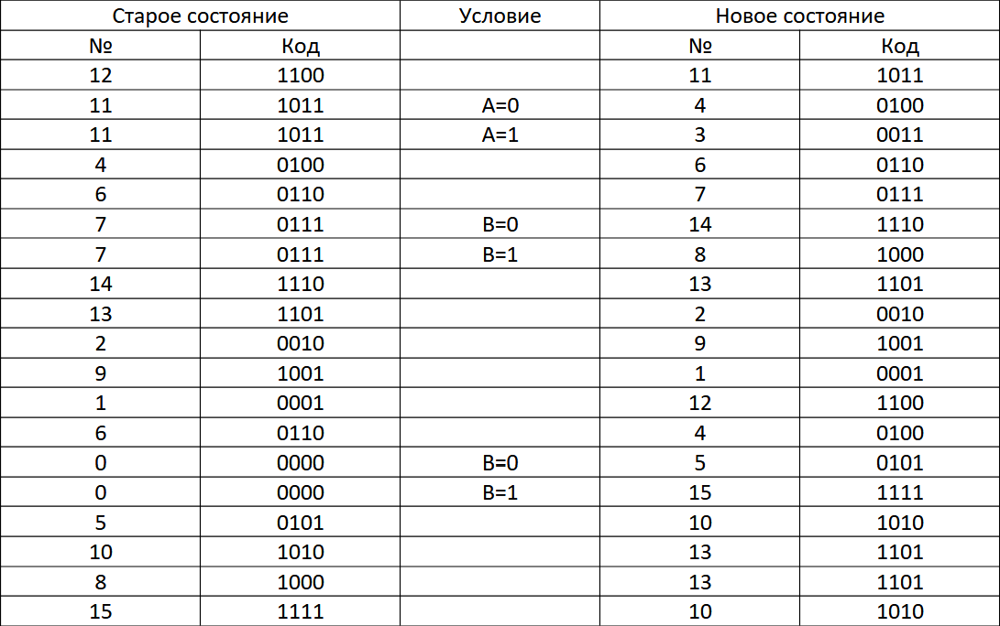 Старое состояние Условие Новое состояние
№ Код № Код
12 1100 11 1011
11 1011 A=0 4 0100
11 1011 A=1 3 0011
4 0100 6 0110
6 0110 7 0111
7 0111 B=0 14 1110
7 0111 B=1 8 1000
14 1110 13 1101
13 1101 2 0010
2 0010 9 1001
9 1001 1 0001
1 0001 12 1100
6 0110 4 0100
0 0000 B=0 5 0101
0 0000 B=1 15 1111
5 0101 10 1010
10 1010 13 1101
8 1000 13 1101
15 1111 10 1010